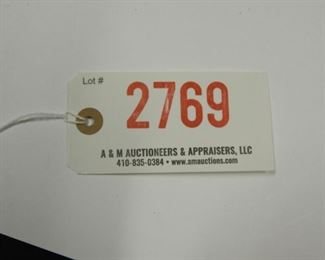 Lot #
2769
A & M AUCTIONEERS & APPRAISERS, LLC
410-835-0384 • www.amauctions.com